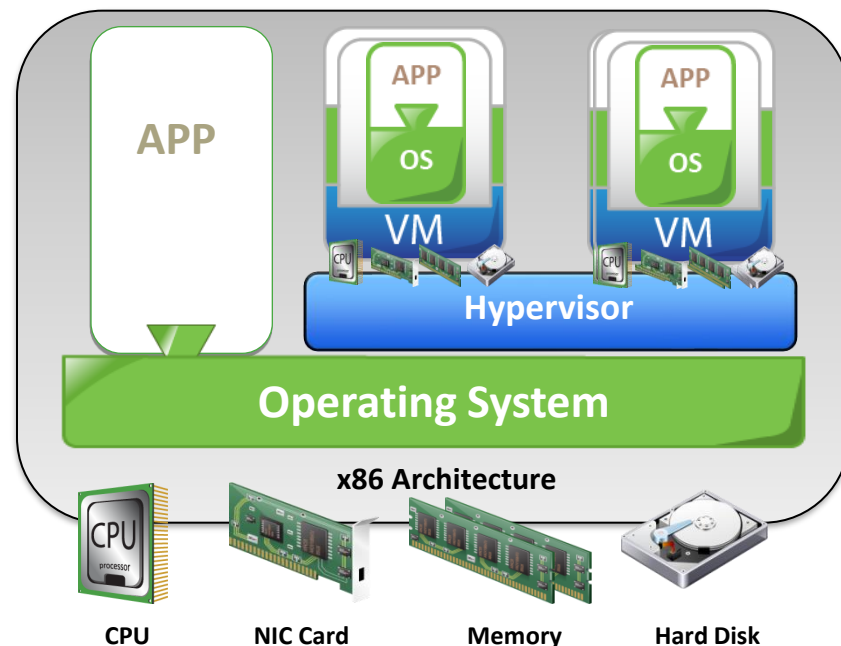 APP
APP
OS
VM
CPU
APP
OS
VM
CPU
Hypervisor
Operating System
x86 Architecture
CPU
processor
CPU
NIC Card
Memory
Hard Disk